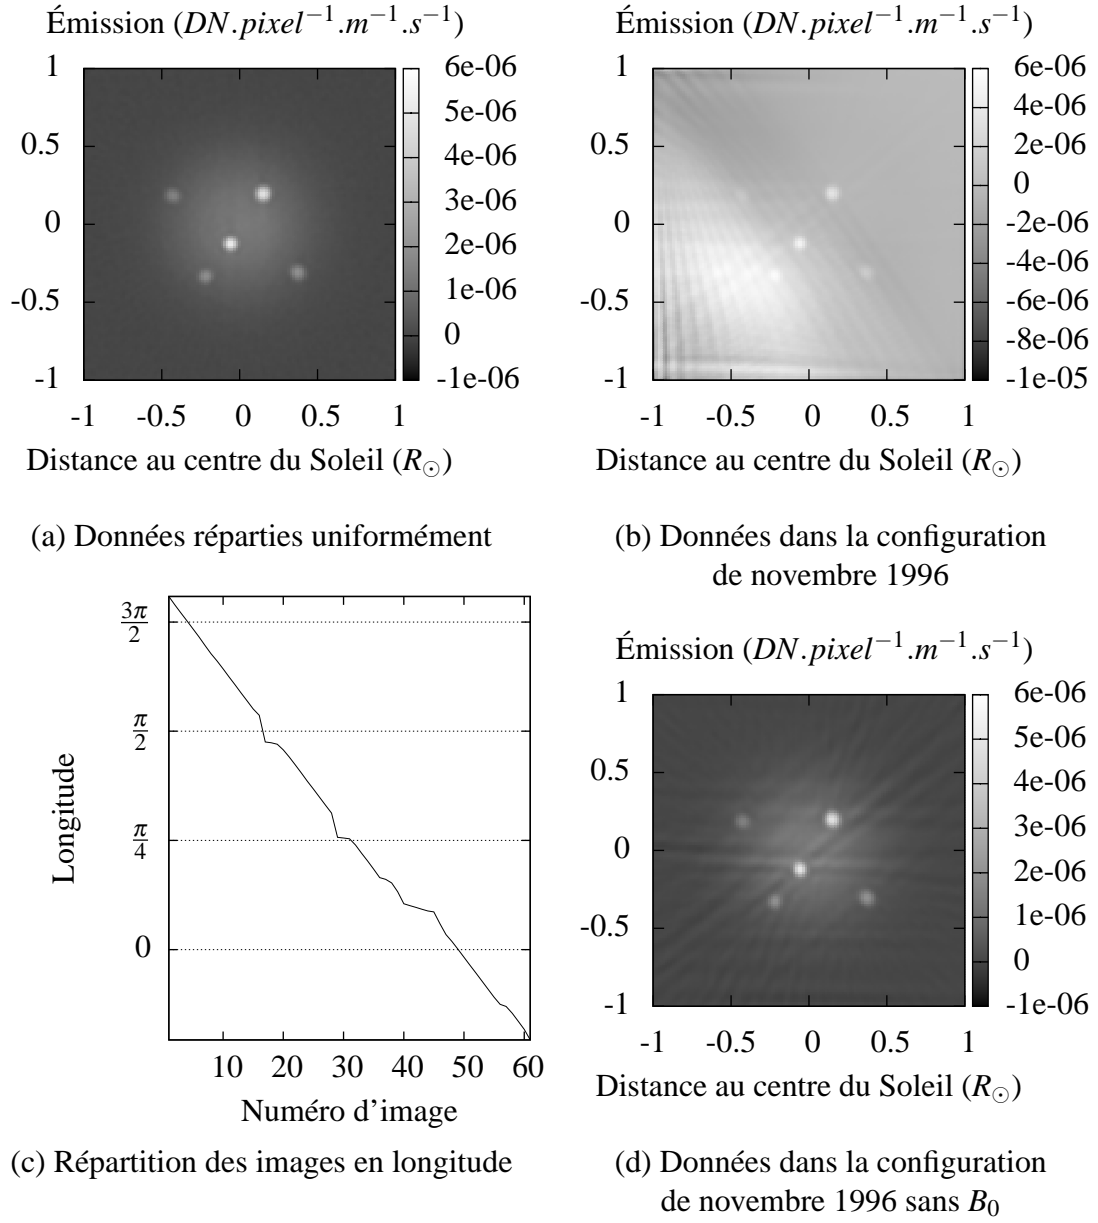 Émission (DN.pixel⁻¹.m⁻¹.s⁻¹)
1
0.5
0
-0.5
-1
-1 -0.5 0 0.5 1
6e-06
5e-06
4e-06
3e-06
2e-06
1e-06
0
-1e-06
Distance au centre du Soleil (R☉)
(a) Données réparties uniformément
Émission (DN.pixel⁻¹.m⁻¹.s⁻¹)
1
0.5
0
-0.5
-1
-1 -0.5 0 0.5 1
6e-06
4e-06
2e-06
0
-2e-06
-4e-06
-6e-06
-8e-06
-1e-05
Distance au centre du Soleil (R☉)
(b) Données dans la configuration
de novembre 1996
Longitude
3π/2
π/2
π/4
0
10 20 30 40 50 60
Numéro d'image
(c) Répartition des images en longitude
Émission (DN.pixel⁻¹.m⁻¹.s⁻¹)
1
0.5
0
-0.5
-1
-1 -0.5 0 0.5 1
6e-06
5e-06
4e-06
3e-06
2e-06
1e-06
0
-1e-06
Distance au centre du Soleil (R☉)
(d) Données dans la configuration
de novembre 1996 sans B₀